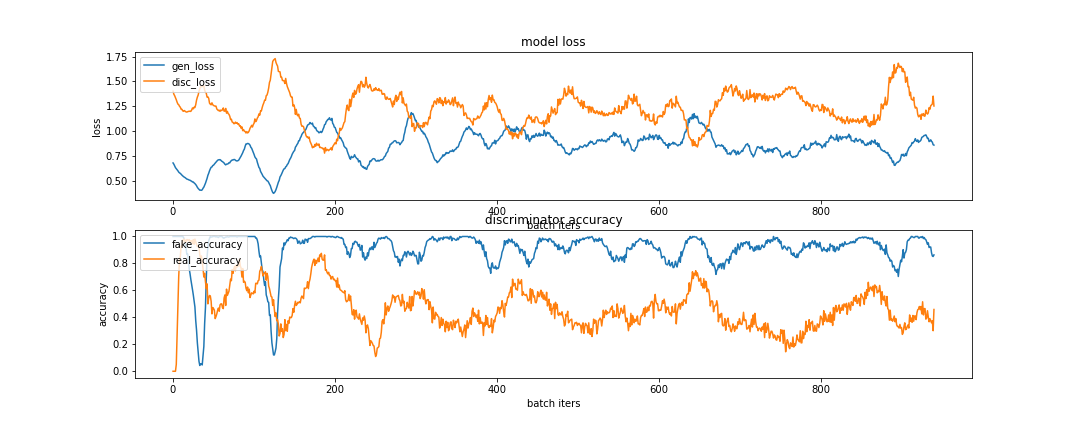 model loss
1.75
1.50
1.25
1.00
0.75
0.50
loss
gen_loss
disc_loss
0 200 400 600 800
batch iters
discriminator accuracy
1.0
0.8
0.6
0.4
0.2
0.0
accuracy
fake_accuracy
real_accuracy
0 200 400 600 800
batch iters